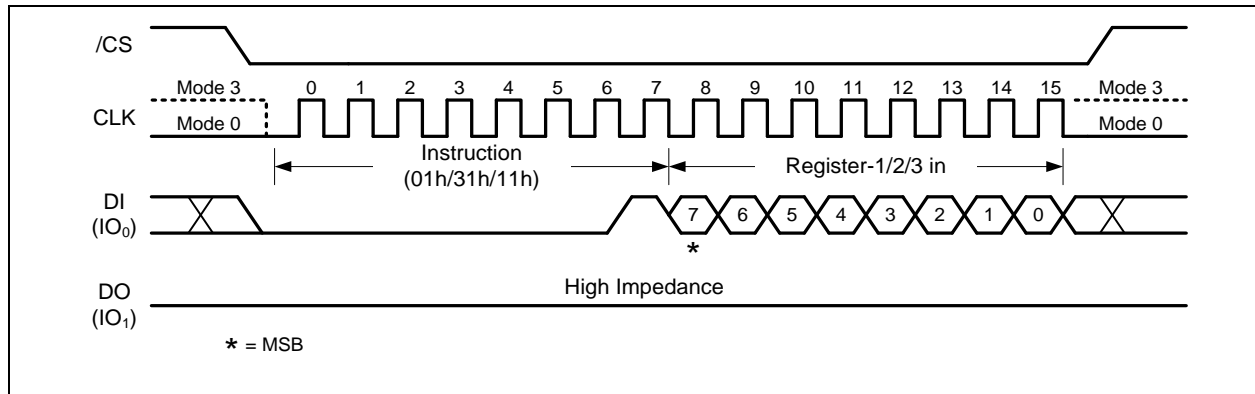 /CS
Mode 3 0 1 2 3 4 5 6 7 8 9 10 11 12 13 14 15 Mode 3
CLK
Mode 0 Mode 0
Instruction Register-1/2/3 in
(01h/31h/11h)
DI
(IO₀)
7 6 5 4 3 2 1 0
*
DO High Impedance
(IO₁)
* = MSB